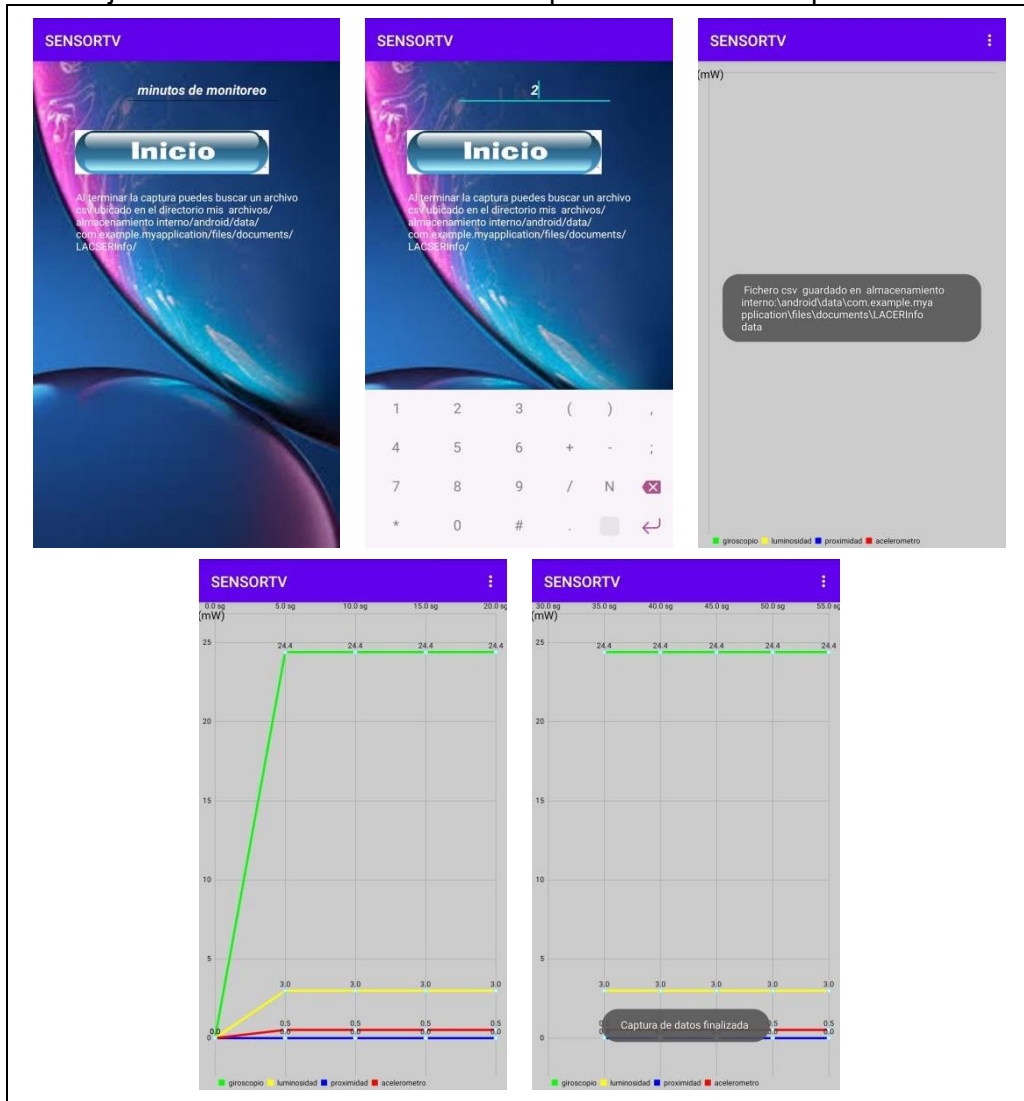 SENSORTV
minutos de monitoreo
Inicio
Al terminar la captura puedes buscar un archivo
csv ubicado en el directorio mis archivos/
almacenamiento interno/android/data/
com.example.myapplication/files/documents/
LACSERInfo/
SENSORTV
2
Inicio
Al terminar la captura puedes buscar un archivo
csv ubicado en el directorio mis archivos/
almacenamiento interno/android/data/
com.example.myapplication/files/documents/
LACSERInfo/
1 2 3 ( ) ,
4 5 6 + - ;
7 8 9 / N
* 0 # .
SENSORTV
(mW)
Fichero csv guardado en almacenamiento
interno:\android\data\com.example.mya
pplication\files\documents\LACERInfo
data
giroscopio luminosidad proximidad acelerometro
SENSORTV
0.0 sg 5.0 sg 10.0 sg 15.0 sg 20.0 sg
(mW)
25
24.4 24.4 24.4 24.4
20
15
10
5
3.0 3.0 3.0 3.0
0.5 0.5 0.5 0.5
0.0 0.0 0.0 0.0 0.0
0
giroscopio luminosidad proximidad acelerometro
SENSORTV
30.0 sg 35.0 sg 40.0 sg 45.0 sg 50.0 sg 55.0 sg
(mW)
25
24.4 24.4 24.4 24.4
20
15
10
5
3.0 3.0 3.0 3.0
0.5
0.0
Captura de datos finalizada
0
giroscopio luminosidad proximidad acelerometro